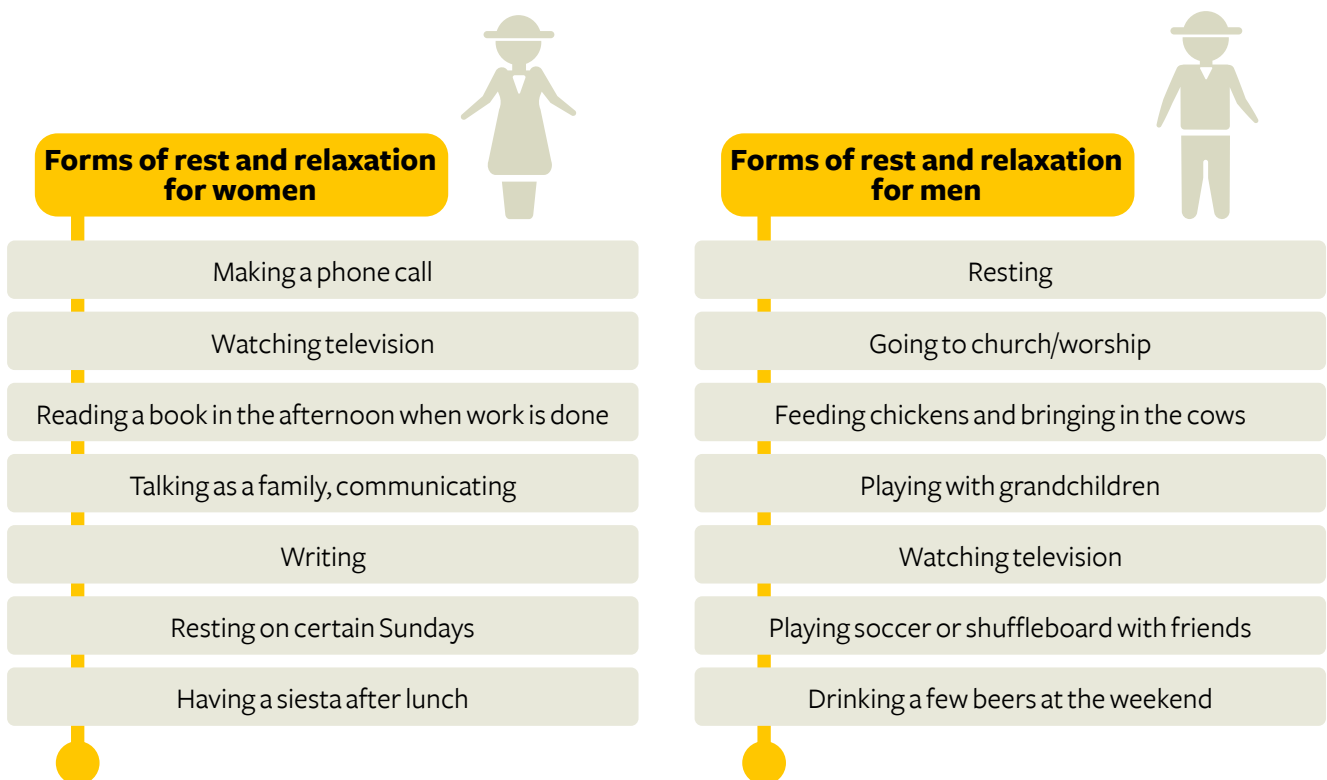 Forms of rest and relaxation
for women
Making a phone call
Watching television
Reading a book in the afternoon when work is done
Talking as a family, communicating
Writing
Resting on certain Sundays
Having a siesta after lunch
Forms of rest and relaxation
for men
Resting
Going to church/worship
Feeding chickens and bringing in the cows
Playing with grandchildren
Watching television
Playing soccer or shuffleboard with friends
Drinking a few beers at the weekend